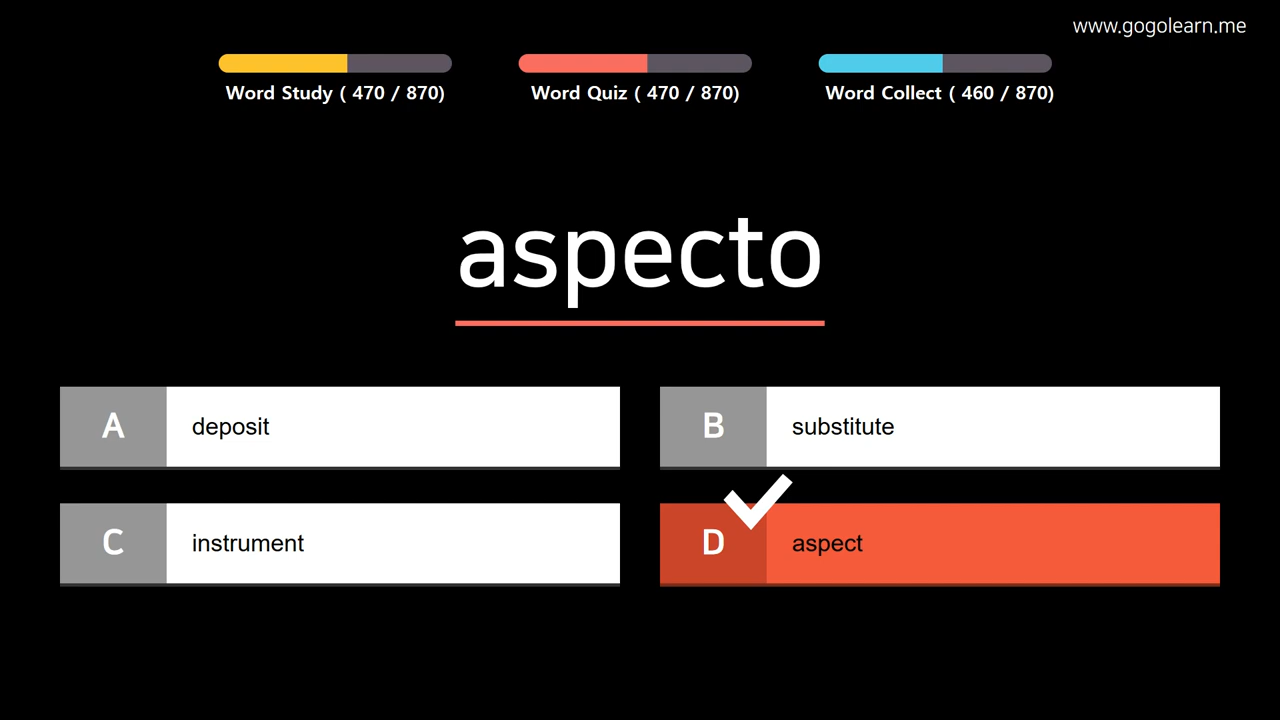 www.gogolearn.me
Word Study ( 470 / 870)
Word Quiz ( 470 / 870)
Word Collect ( 460 / 870)
aspecto
A
deposit
B
substitute
C
instrument
D
aspect